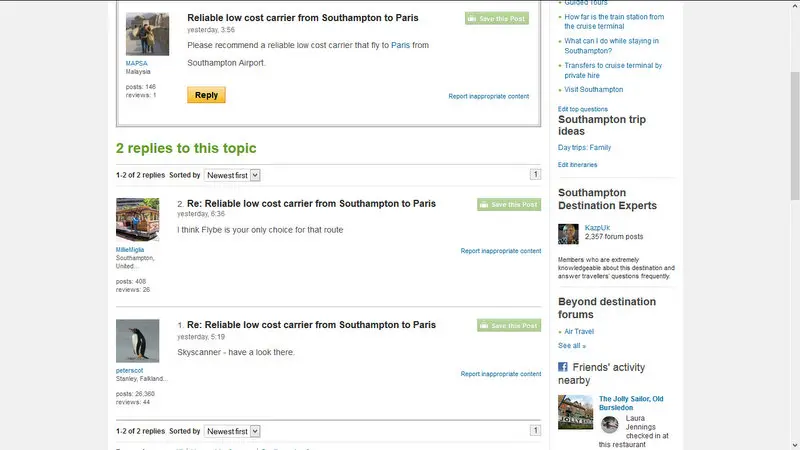 Reliable low cost carrier from Southampton to Paris
Save this Post
yesterday, 3:56
Please recommend a reliable low cost carrier that fly to Paris from
Southampton Airport.
MAPSA
Malaysia
posts: 146
reviews: 1
Reply
Report inappropriate content
2 replies to this topic
1-2 of 2 replies Sorted by Newest first
1
2. Re: Reliable low cost carrier from Southampton to Paris
Save this Post
yesterday, 6:36
I think Flybe is your only choice for that route
MillieMiglia
Southampton,
United...
posts: 408
reviews: 26
Report inappropriate content
1. Re: Reliable low cost carrier from Southampton to Paris
Save this Post
yesterday, 5:19
Skyscanner - have a look there.
peterscot
Stanley, Falkland...
posts: 26,360
reviews: 44
Report inappropriate content
1-2 of 2 replies Sorted by Newest first
1
Guided Tours
How far is the train station from
the cruise terminal
What can I do while staying in
Southampton?
Transfers to cruise terminal by
private hire
Visit Southampton
Edit top questions
Southampton trip
ideas
Day trips: Family
Edit itineraries
Southampton
Destination Experts
KazpUk
2,357 forum posts
Members who are extremely
knowledgeable about this destination and
answer travellers' questions frequently.
Beyond destination
forums
Air Travel
See all »
Friends' activity
nearby
The Jolly Sailor, Old
Bursledon
Laura
Jennings
checked in at
this restaurant